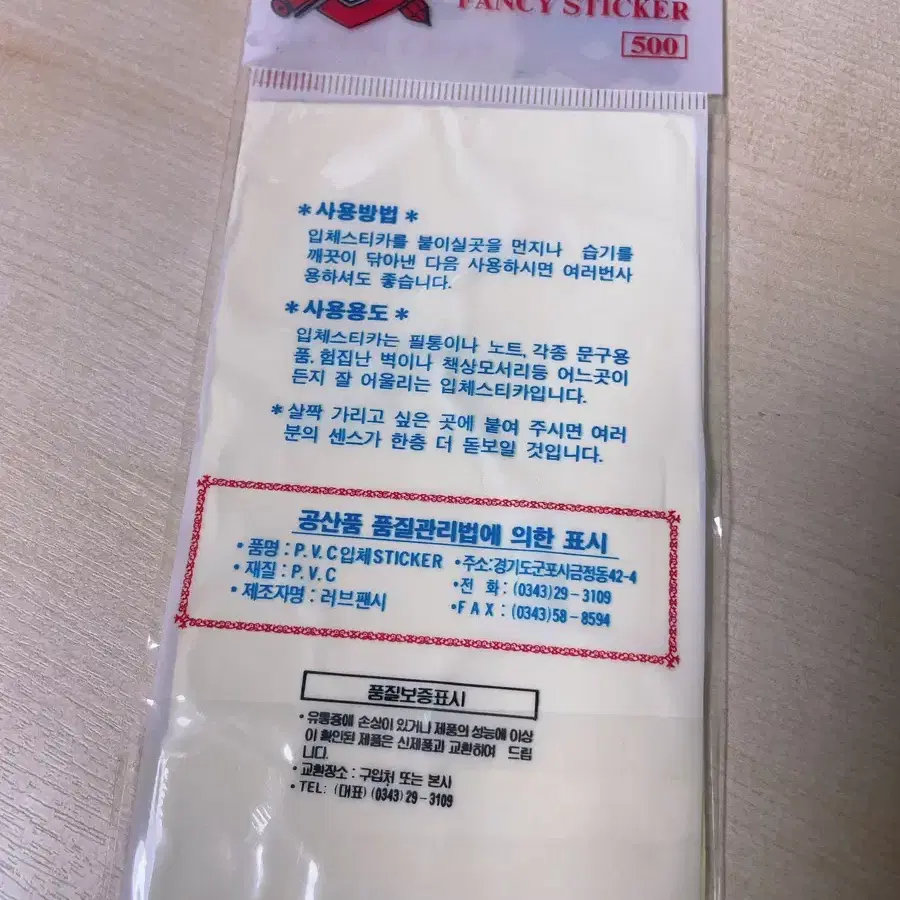 FANCY STICKER
500
* 사용방법 *
입체스티카를 붙이실곳을 먼지나 습기를
깨끗이 닦아낸 다음 사용하시면 여러번사
용하셔도 좋습니다.
* 사용용도 *
입체스티카는 필통이나 노트, 각종 문구용
품, 험집난 벽이나 책상모서리등 어느곳이
든지 잘 어울리는 입체스티카입니다.
* 살짝 가리고 싶은 곳에 붙여 주시면 여러
분의 센스가 한층 더 돋보일 것입니다.
공산품 품질관리법에 의한 표시
• 품명 : P.V.C입체STICKER • 주소:경기도군포시금정동42-4
• 재질 : P.V.C • 전 화 : (0343)29-3109
• 제조자명 : 러브팬시 • FAX : (0343)58-8594
품질보증표시
• 유통중에 손상이 있거나 제품의 성능에 이상
이 확인된 제품은 신제품과 교환하여 드립
니다.
• 교환장소 : 구입처 또는 본사
• TEL: (대표) (0343)29-3109